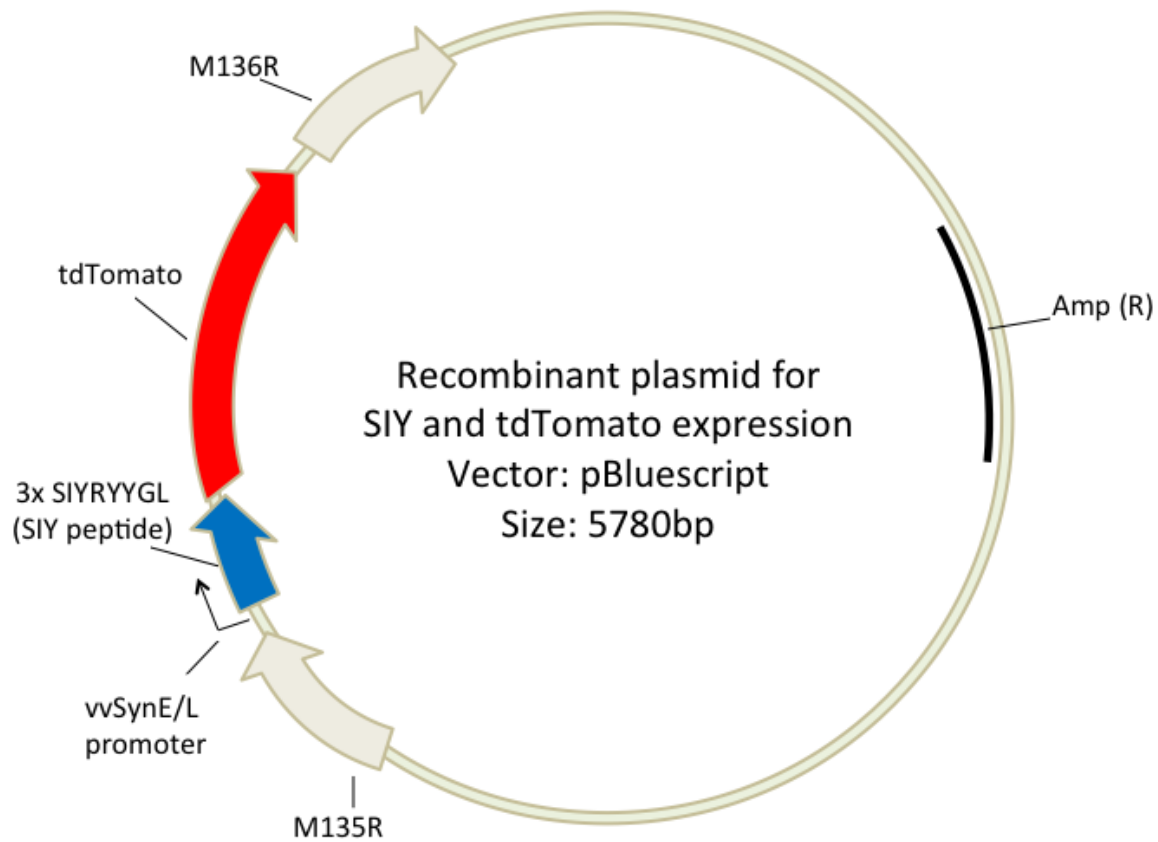 M136R
tdTomato
Amp (R)
Recombinant plasmid for
SIY and tdTomato expression
Vector: pBluescript
Size: 5780bp
3x SIYRYYGL
(SIY peptide)
vvSynE/L
promoter
M135R